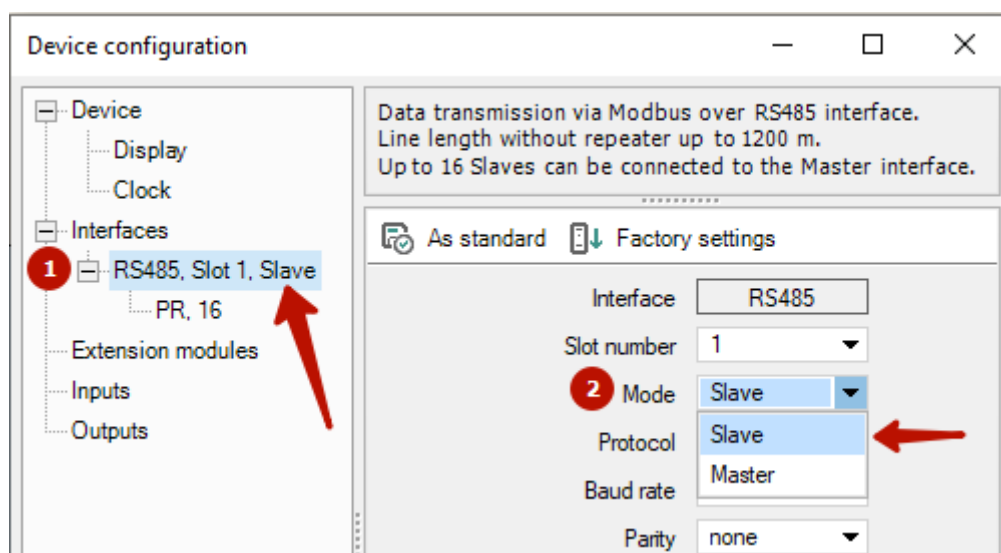 Device configuration
Device
Display
Clock
Interfaces
1
RS485, Slot 1, Slave
PR, 16
Extension modules
Inputs
Outputs
Data transmission via Modbus over RS485 interface.
Line length without repeater up to 1200 m.
Up to 16 Slaves can be connected to the Master interface.
As standard
Factory settings
Interface RS485
Slot number 1
2 Mode Slave
Slave
Master
Protocol
Baud rate
Parity none